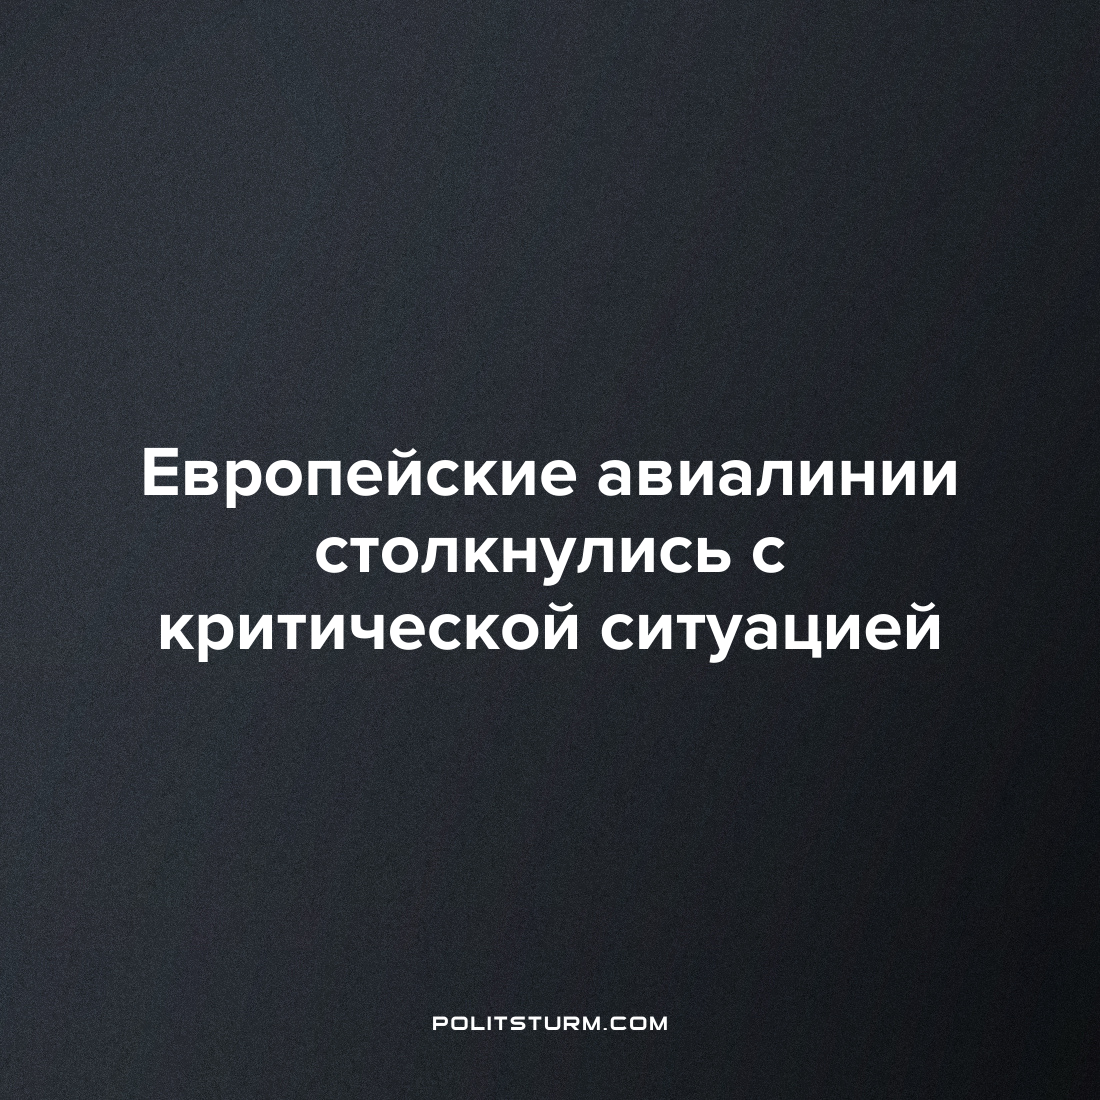 Европейские авиалинии
столкнулись с
критической ситуацией
POLITSTURM.COM